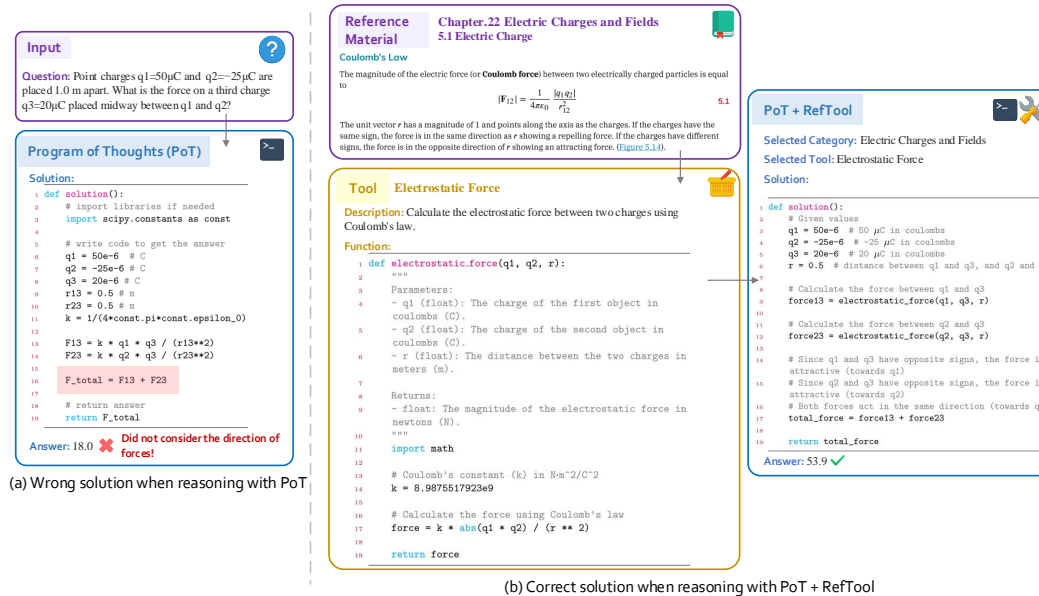 Input
Question: Point charges q1=50μC and q2=−25μC are
placed 1.0 m apart. What is the force on a third charge
q3=20μC placed midway between q1 and q2?
Program of Thoughts (PoT)
Solution:
1 def solution():
2 # import libraries if needed
3 import scipy.constants as const
4
5 # write code to get the answer
6 q1 = 50e-6 # C
7 q2 = -25e-6 # C
8 q3 = 20e-6 # C
9 r13 = 0.5 # m
10 r23 = 0.5 # m
11 k = 1/(4*const.pi*const.epsilon_0)
12
13 F13 = k * q1 * q3 / (r13**2)
14 F23 = k * q2 * q3 / (r23**2)
15
16 F_total = F13 + F23
17
18 # return answer
19 return F_total
Answer: 18.0 Did not consider the direction of
forces!
(a) Wrong solution when reasoning with PoT
Reference
Material
Chapter.22 Electric Charges and Fields
5.1 Electric Charge
Coulomb's Law
The magnitude of the electric force (or Coulomb force) between two electrically charged particles is equal
to
|F12| = 1/(4πε0) |q1q2|/r²12 5.1
The unit vector r has a magnitude of 1 and points along the axis as the charges. If the charges have the
same sign, the force is in the same direction as r showing a repelling force. If the charges have different
signs, the force is in the opposite direction of r showing an attracting force. (Figure 5.14).
Tool Electrostatic Force
Description: Calculate the electrostatic force between two charges using
Coulomb's law.
Function:
1 def electrostatic_force(q1, q2, r):
2 """
3 Parameters:
4 - q1 (float): The charge of the first object in
coulombs (C).
5 - q2 (float): The charge of the second object in
coulombs (C).
6 - r (float): The distance between the two charges in
meters (m).
7
8 Returns:
9 - float: The magnitude of the electrostatic force in
newtons (N).
10 """
11 import math
12
13 # Coulomb's constant (k) in N·m^2/C^2
14 k = 8.9875517923e9
15
16 # Calculate the force using Coulomb's law
17 force = k * abs(q1 * q2) / (r ** 2)
18
19 return force
PoT + RefTool
Selected Category: Electric Charges and Fields
Selected Tool: Electrostatic Force
Solution:
1 def solution():
2 # Given values
3 q1 = 50e-6 # 50 μC in coulombs
4 q2 = -25e-6 # -25 μC in coulombs
5 q3 = 20e-6 # 20 μC in coulombs
6 r = 0.5 # distance between q1 and q3, and q2 and
7
8 # Calculate the force between q1 and q3
9 force13 = electrostatic_force(q1, q3, r)
10
11 # Calculate the force between q2 and q3
12 force23 = electrostatic_force(q2, q3, r)
13
14 # Since q1 and q3 have opposite signs, the force i
attractive (towards q1)
15 # Since q2 and q3 have opposite signs, the force i
attractive (towards q2)
16 # Both forces act in the same direction (towards q
17 total_force = force13 + force23
18
19 return total_force
Answer: 53.9
(b) Correct solution when reasoning with PoT + RefTool